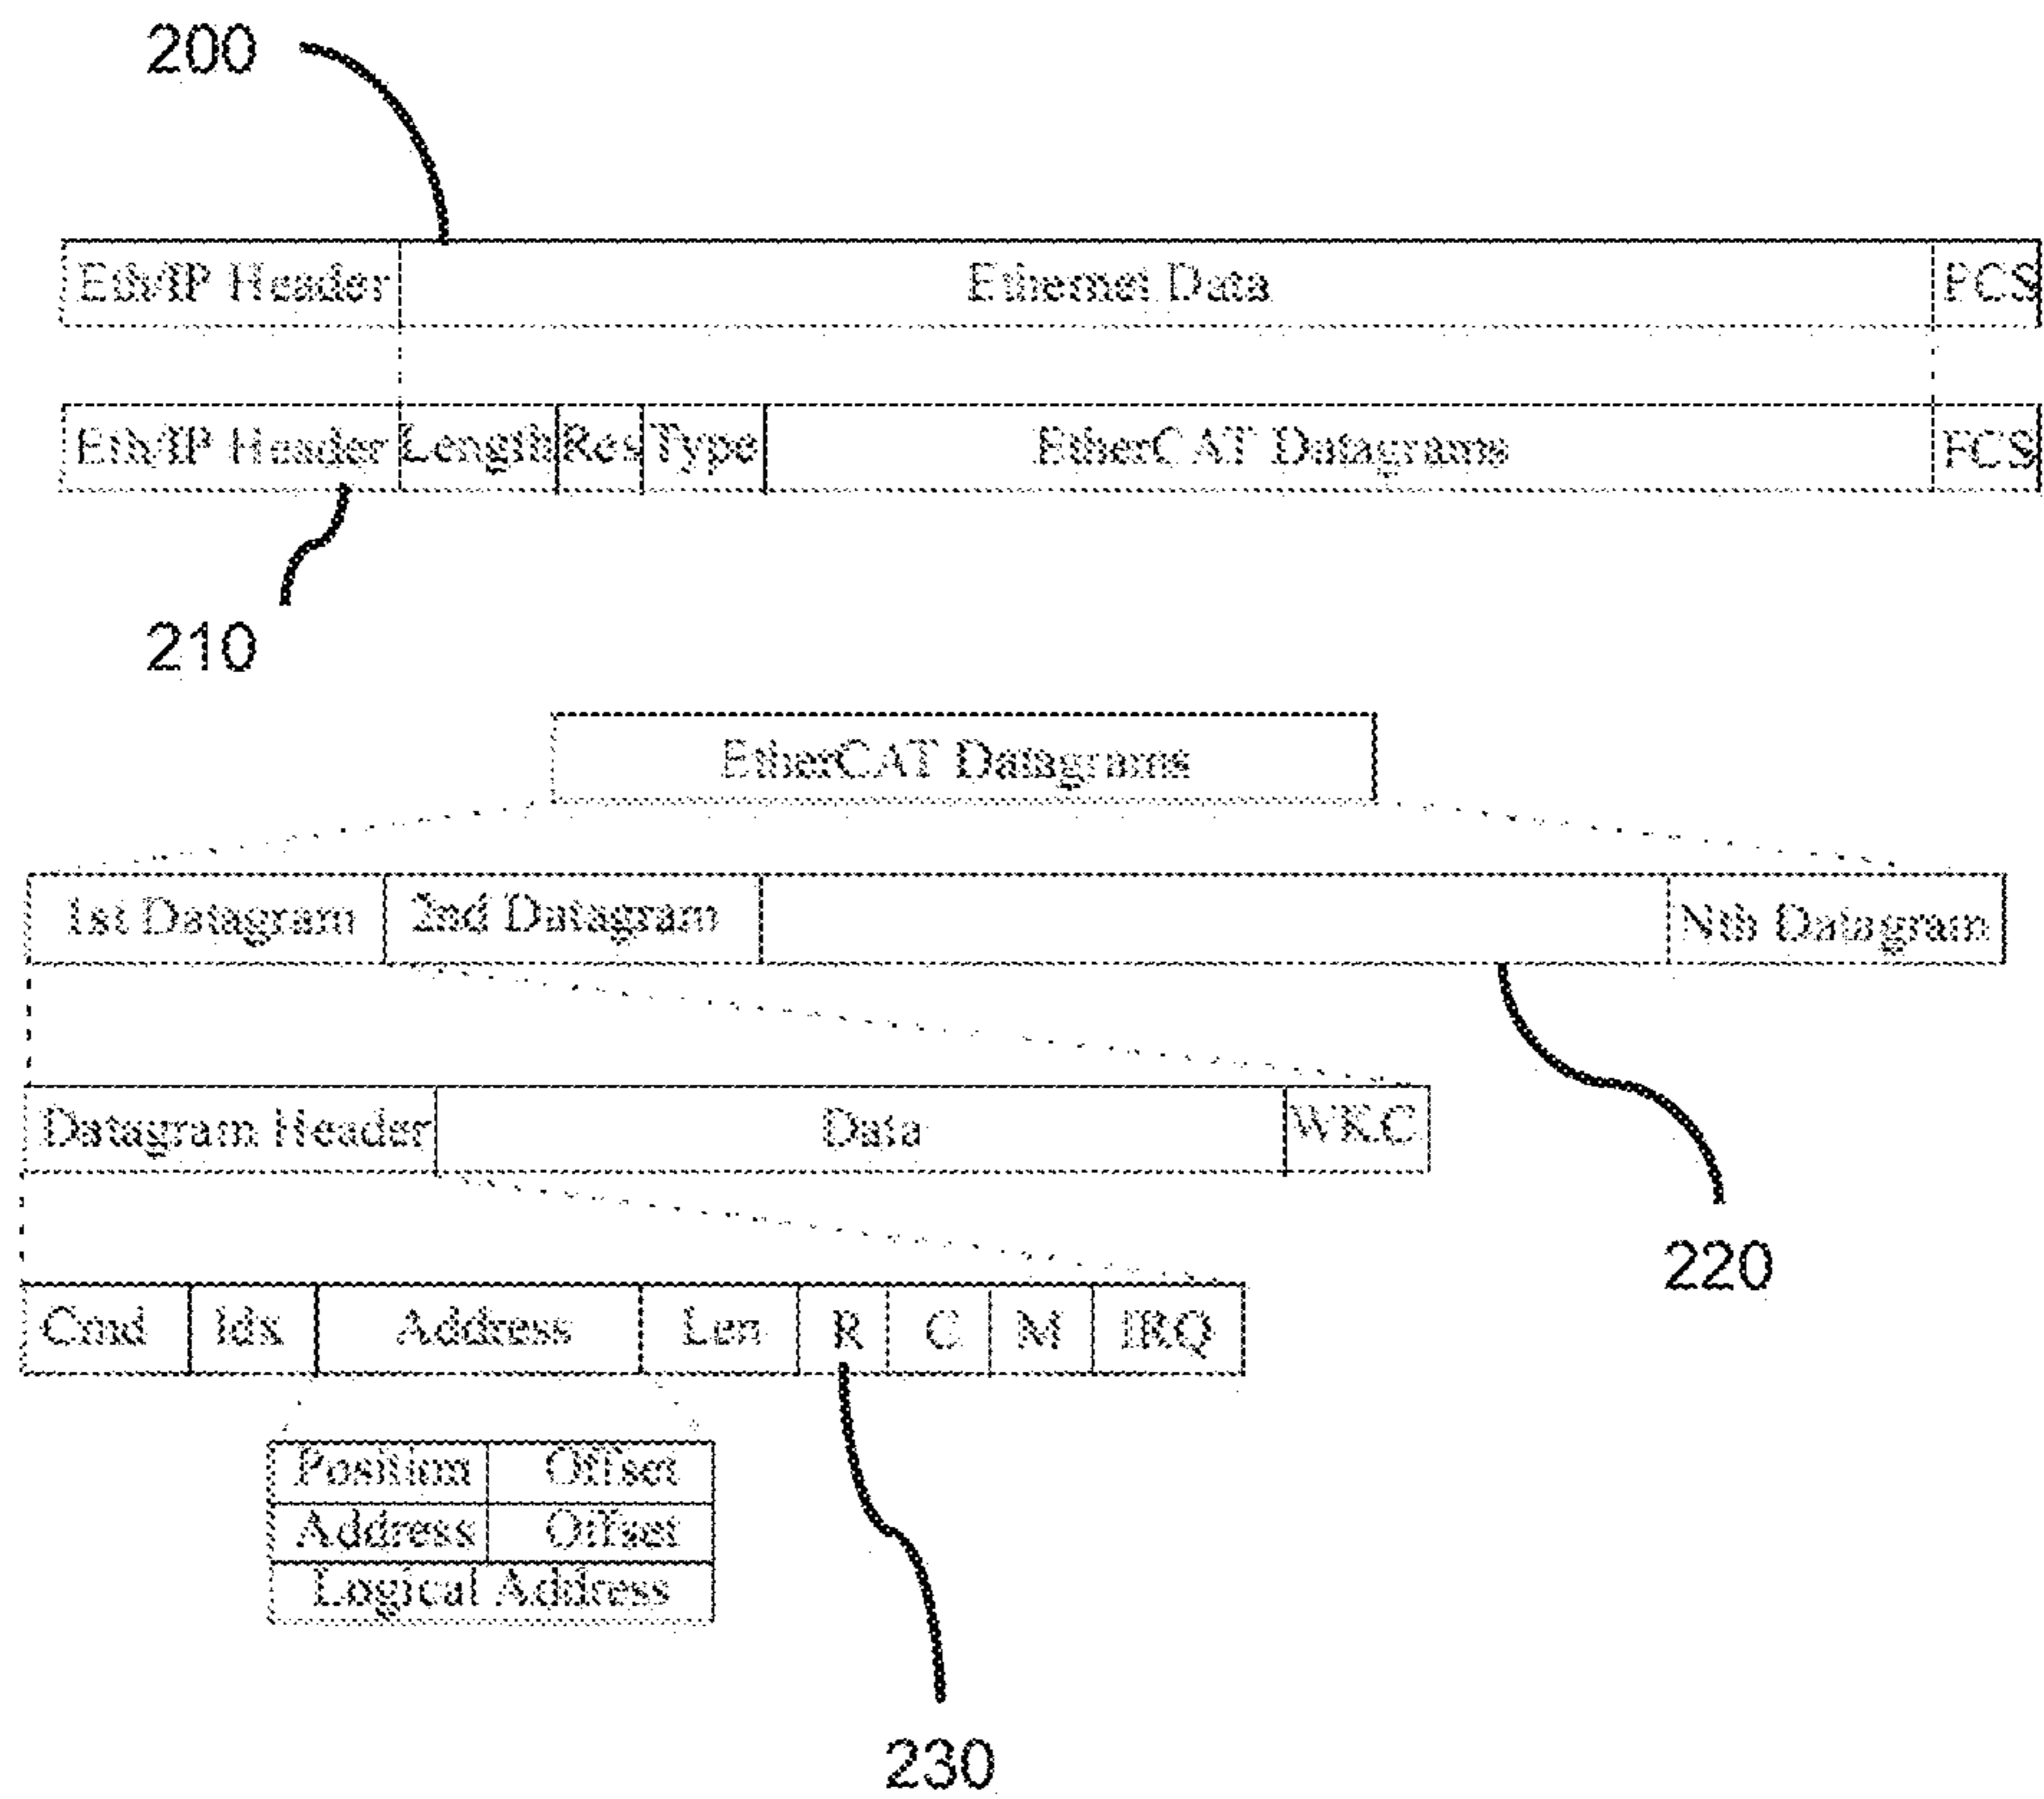 200
Eth/IP Header Ethernet Data FCS
Eth/IP Header Length Res Type EtherCAT Datagrams FCS
210
EtherCAT Datagrams
1st Datagram 2nd Datagram Nth Datagram
Datagram Header Data WKC
220
Cmd Idx Address Len R C M IRQ
Position Offset
Address Offset
Logical Address
230